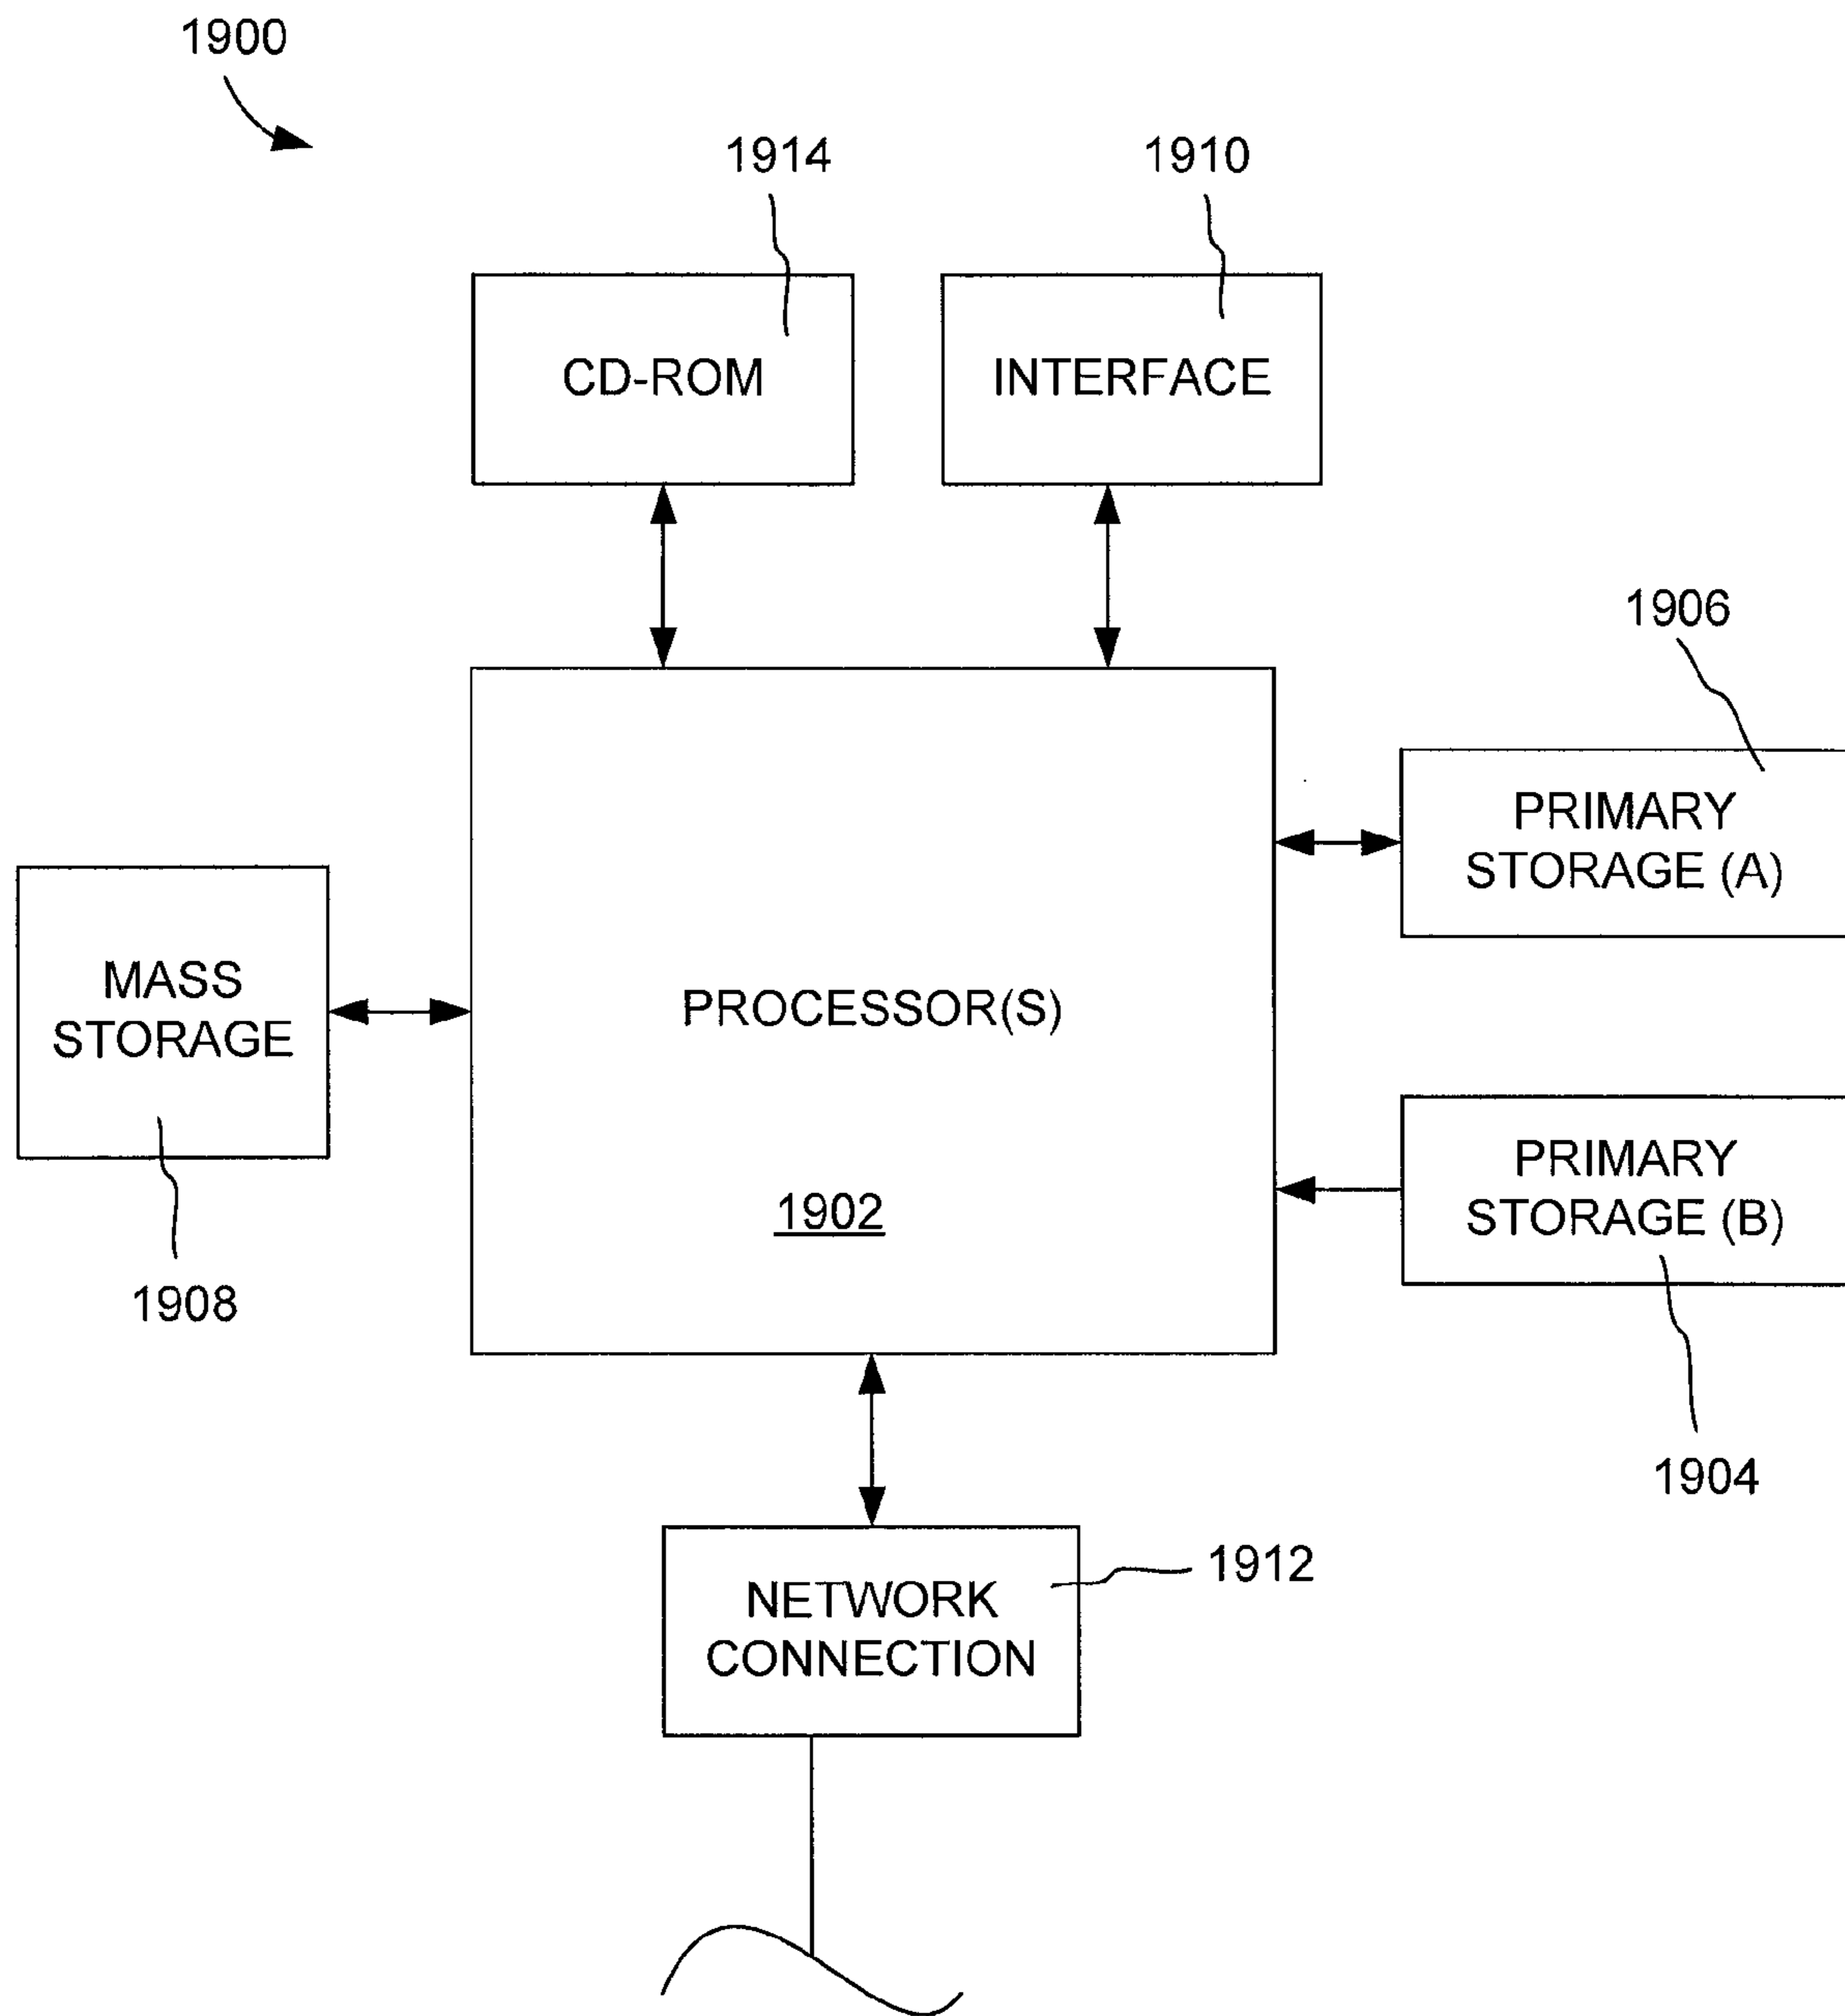 1900
1914
1910
CD-ROM
INTERFACE
1906
PRIMARY
STORAGE (A)
MASS
STORAGE
PROCESSOR(S)
1902
PRIMARY
STORAGE (B)
1908
1904
1912
NETWORK
CONNECTION